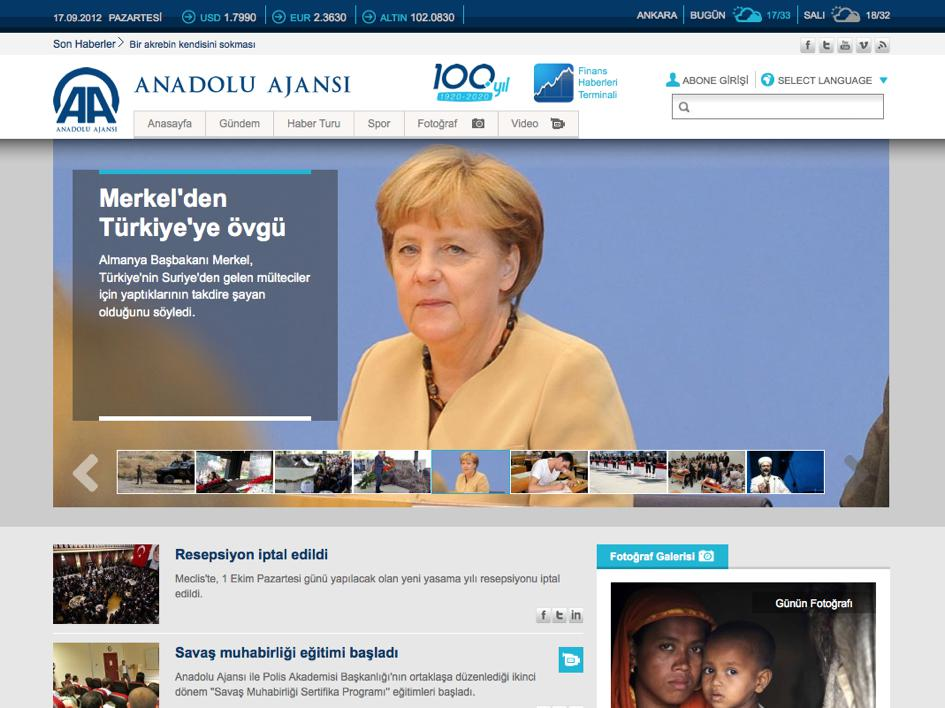 17.09.2012 PAZARTESİ USD 1.7990 EUR 2.3630 ALTIN 102.0830 ANKARA BUGÜN 17/33 SALI 18/32
Son Haberler Bir akrebin kendisini sokması
ANADOLU AJANSI
AA
ANADOLU AJANSI
100.yıl
1920-2020
Finans
Haberleri
Terminali
ABONE GİRİŞİ SELECT LANGUAGE
Anasayfa Gündem Haber Turu Spor Fotoğraf Video
Merkel'den
Türkiye'ye övgü
Almanya Başbakanı Merkel,
Türkiye'nin Suriye'den gelen mülteciler
için yaptıklarının takdire şayan
olduğunu söyledi.
Resepsiyon iptal edildi
Meclis'te, 1 Ekim Pazartesi günü yapılacak olan yeni yasama yılı resepsiyonu iptal
edildi.
Savaş muhabirliği eğitimi başladı
Anadolu Ajansı ile Polis Akademisi Başkanlığı'nın ortaklaşa düzenlediği ikinci
dönem "Savaş Muhabirliği Sertifika Programı" eğitimleri başladı.
Fotoğraf Galerisi
Günün Fotoğrafı